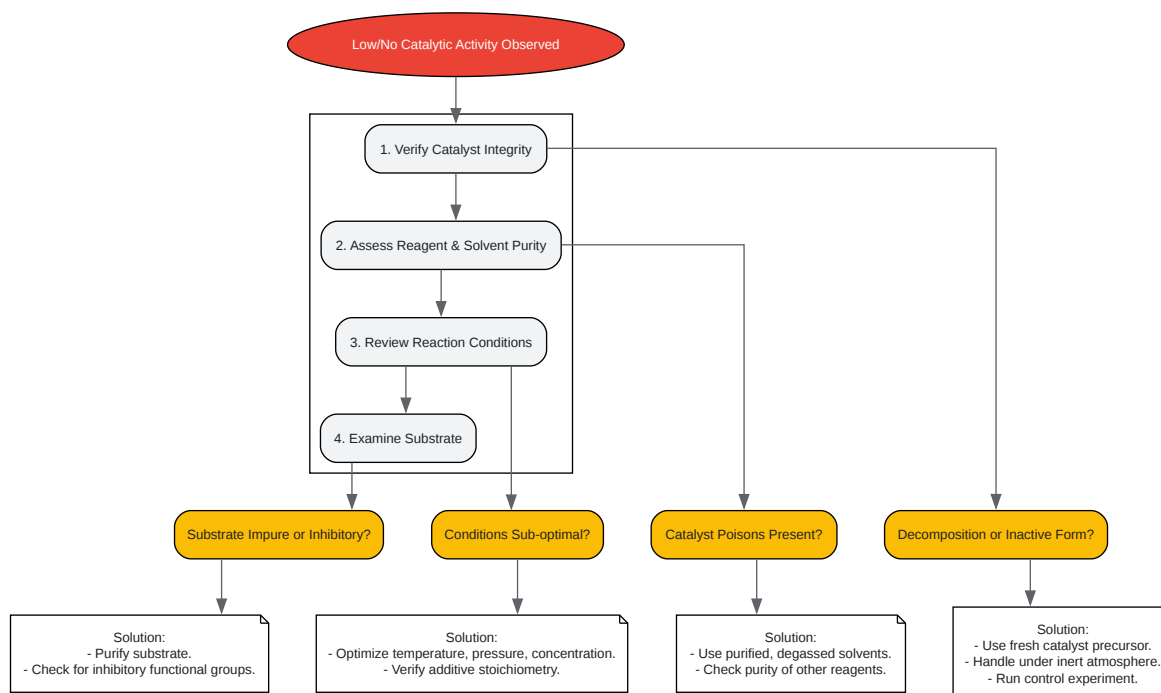 Low/No Catalytic Activity Observed
1. Verify Catalyst Integrity
2. Assess Reagent & Solvent Purity
3. Review Reaction Conditions
4. Examine Substrate
Substrate Impure or Inhibitory?
Conditions Sub-optimal?
Catalyst Poisons Present?
Decomposition or Inactive Form?
Solution:
- Purify substrate.
- Check for inhibitory functional groups.
Solution:
- Optimize temperature, pressure, concentration.
- Verify additive stoichiometry.
Solution:
- Use purified, degassed solvents.
- Check purity of other reagents.
Solution:
- Use fresh catalyst precursor.
- Handle under inert atmosphere.
- Run control experiment.